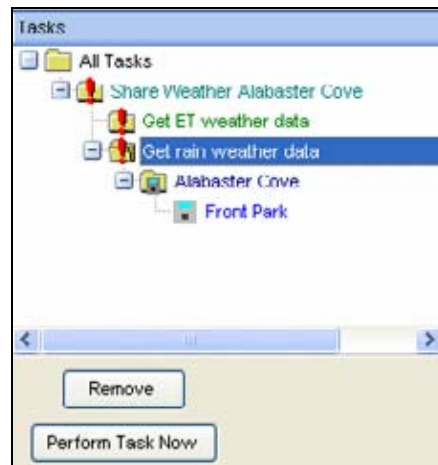 Tasks
All Tasks
Share Weather Alabaster Cove
Get ET weather data
Get rain weather data
Alabaster Cove
Front Park
Remove
Perform Task Now